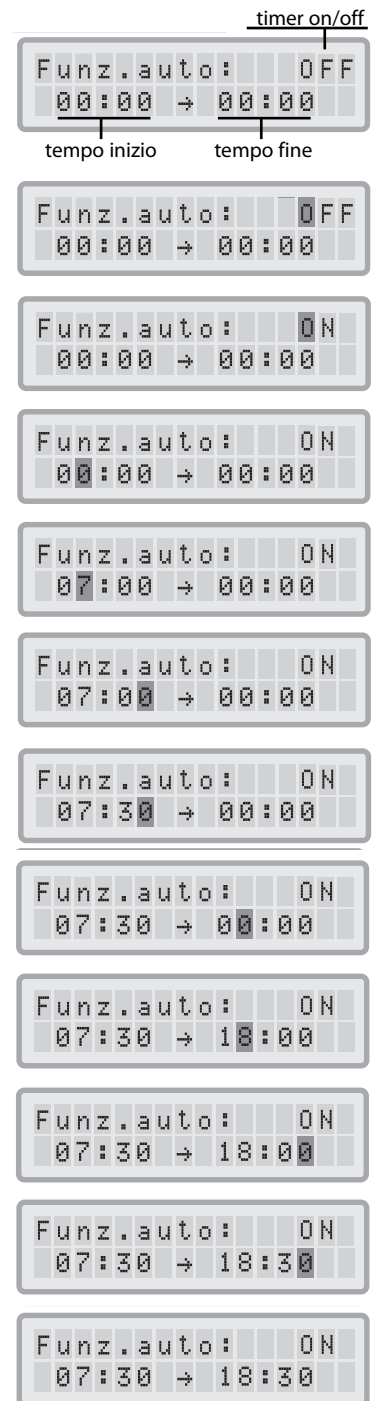 timer on/off
Funz.auto: OFF
00:00 → 00:00
tempo inizio tempo fine
Funz.auto: OFF
00:00 → 00:00
Funz.auto: ON
00:00 → 00:00
Funz.auto: ON
00:00 → 00:00
Funz.auto: ON
07:00 → 00:00
Funz.auto: ON
07:00 → 00:00
Funz.auto: ON
07:30 → 00:00
Funz.auto: ON
07:30 → 00:00
Funz.auto: ON
07:30 → 18:00
Funz.auto: ON
07:30 → 18:00
Funz.auto: ON
07:30 → 18:30
Funz.auto: ON
07:30 → 18:30